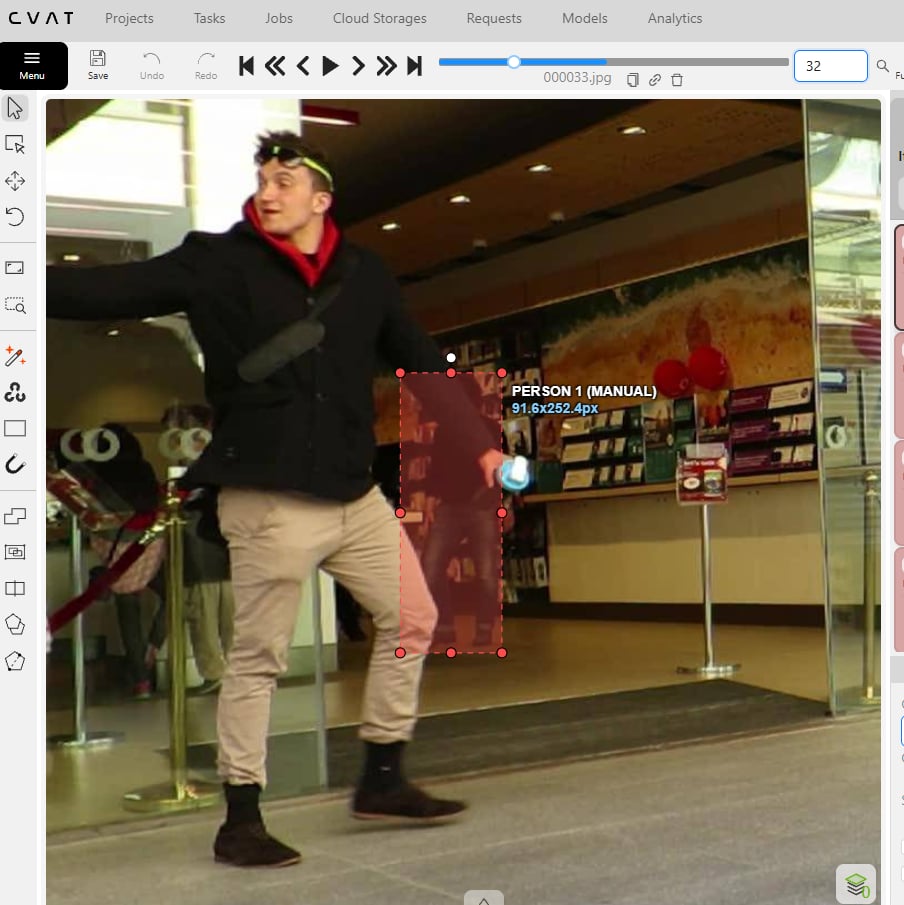 CVAT Projects Tasks Jobs Cloud Storages Requests Models Analytics
Menu Save Undo Redo 000033.jpg 32
PERSON 1 (MANUAL)
91.6x252.4px
0